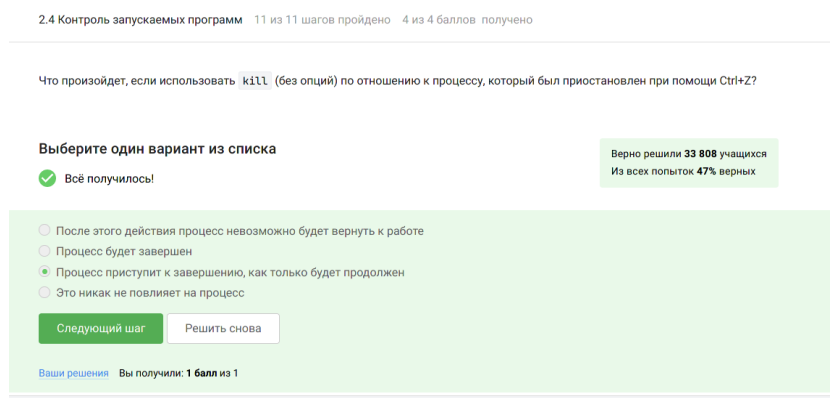 2.4 Контроль запускаемых программ 11 из 11 шагов пройдено 4 из 4 баллов получено
Что произойдет, если использовать kill (без опций) по отношению к процессу, который был приостановлен при помощи Ctrl+Z?
Выберите один вариант из списка
Всё получилось!
Верно решили 33 808 учащихся
Из всех попыток 47% верных
После этого действия процесс невозможно будет вернуть к работе
Процесс будет завершен
Процесс приступит к завершению, как только будет продолжен
Это никак не повлияет на процесс
Следующий шаг Решить снова
Ваши решения Вы получили: 1 балл из 1